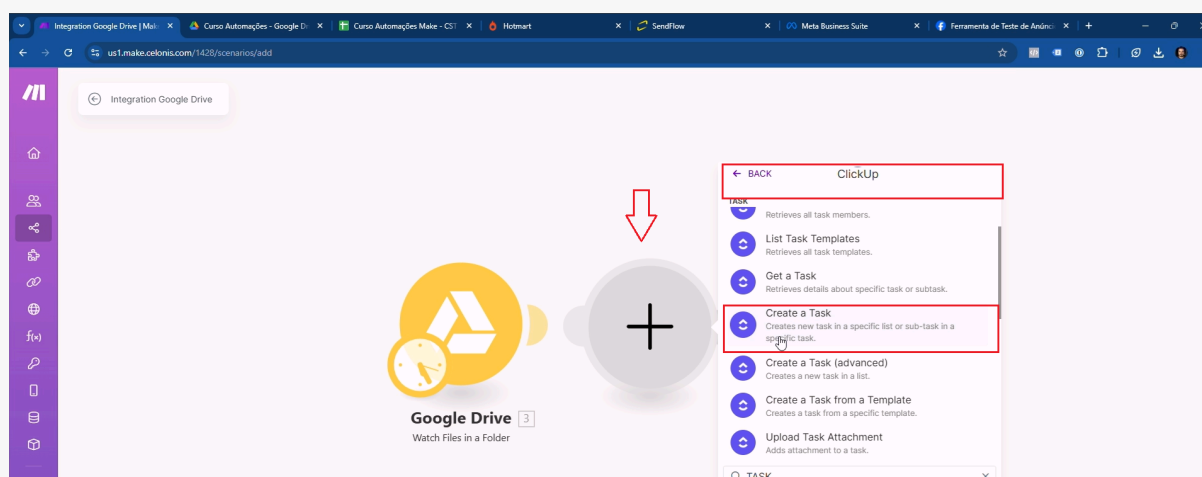 Integration Google Drive | Mak
Curso Automações - Google Dr
Curso Automações Make - CST
Hotmart
SendFlow
Meta Business Suite
Ferramenta de Teste de Anúnci
us1.make.celonis.com/1428/scenarios/add
Integration Google Drive
BACK
ClickUp
TASK
Retrieves all task members.
List Task Templates
Retrieves all task templates.
Get a Task
Retrieves details about specific task or subtask.
Create a Task
Creates new task in a specific list or sub-task in a
specific task.
Create a Task (advanced)
Creates a new task in a list.
Create a Task from a Template
Creates a task from a specific template.
Upload Task Attachment
Adds attachment to a task.
TASK
Google Drive 3
Watch Files in a Folder